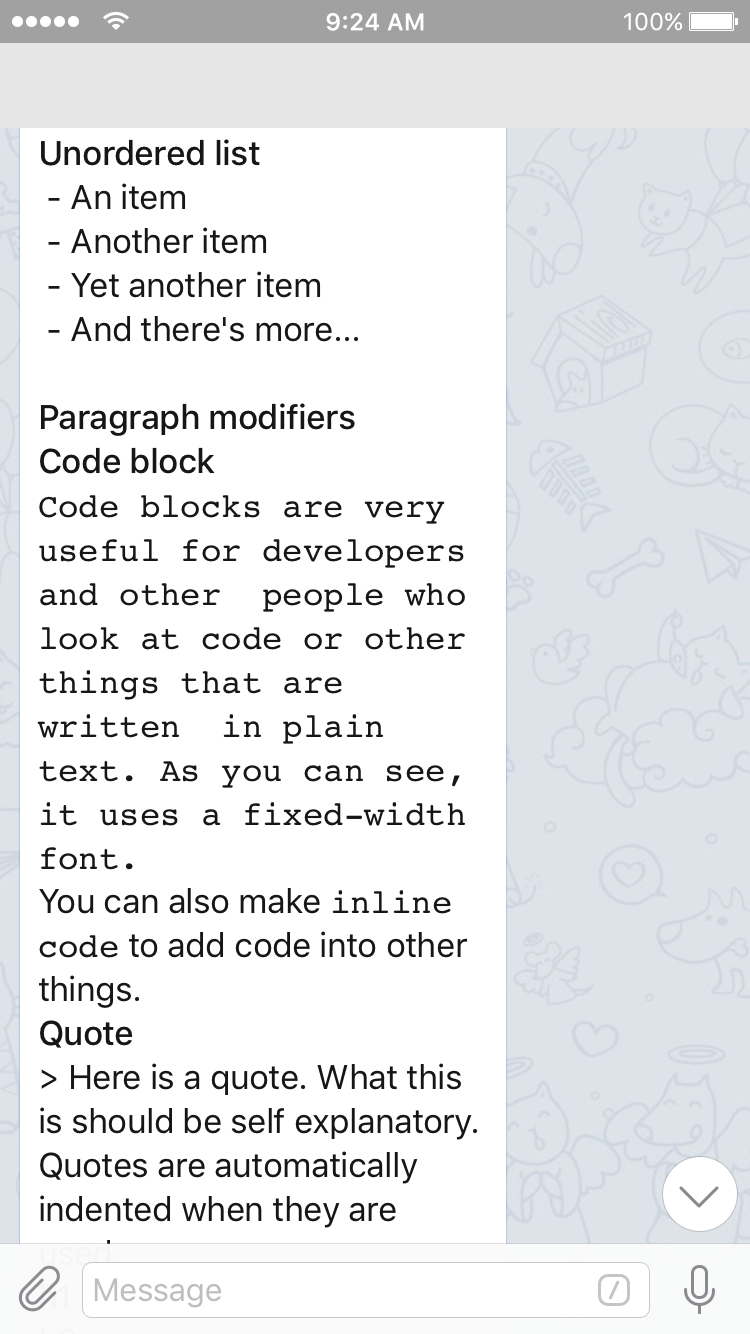 9:24 AM 100%
Unordered list
- An item
- Another item
- Yet another item
- And there's more...
Paragraph modifiers
Code block
Code blocks are very
useful for developers
and other  people who
look at code or other
things that are
written  in plain
text. As you can see,
it uses a fixed-width
font.
You can also make inline
code to add code into other
things.
Quote
> Here is a quote. What this
is should be self explanatory.
Quotes are automatically
indented when they are
used
Message